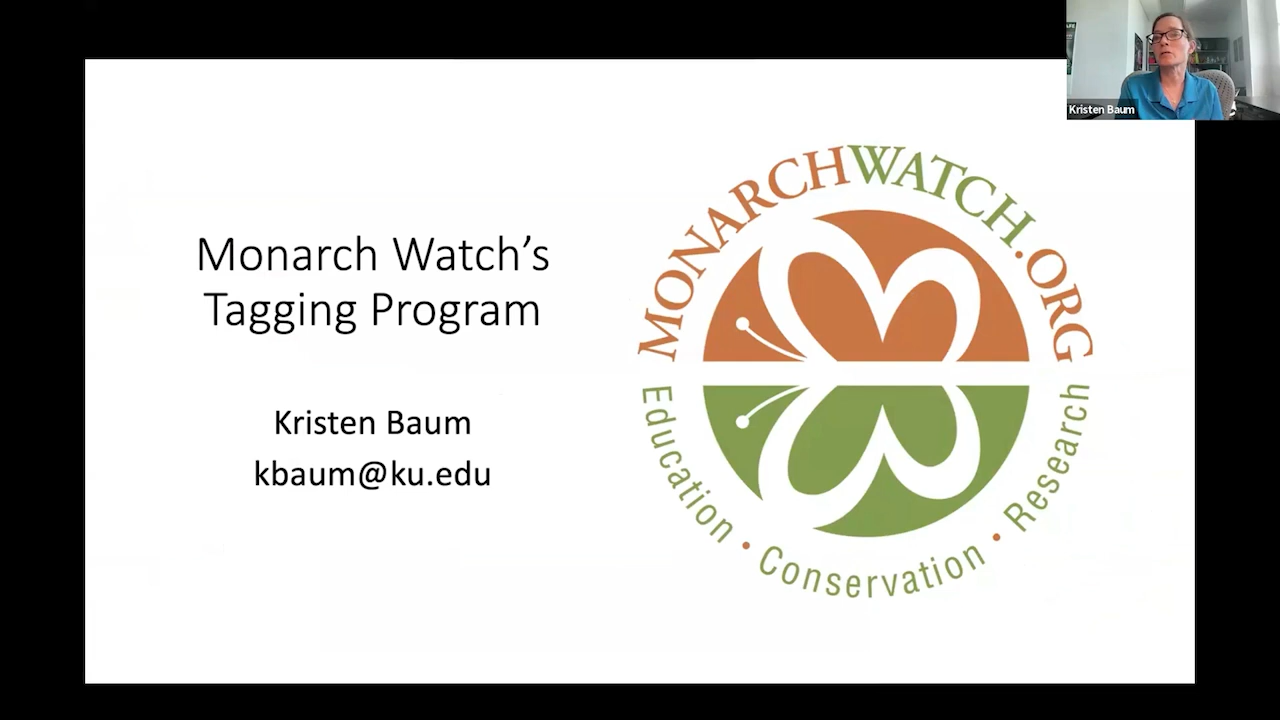 Kristen Baum
Monarch Watch’s
Tagging Program
Kristen Baum
kbaum@ku.edu
MONARCHWATCH.ORG
Education • Conservation • Research